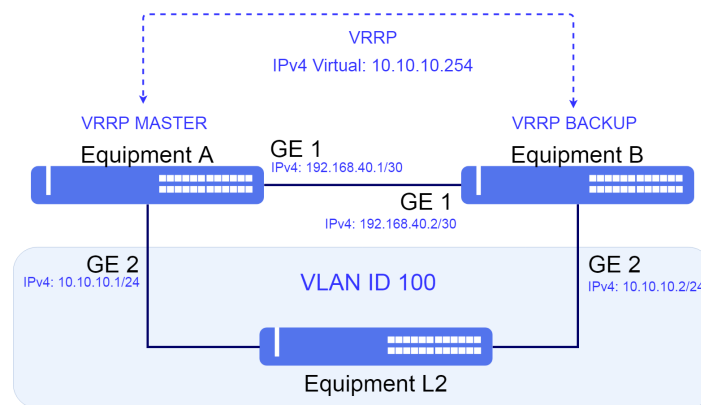 VRRP
IPv4 Virtual: 10.10.10.254
VRRP MASTER
VRRP BACKUP
Equipment A
GE 1
IPv4: 192.168.40.1/30
Equipment B
GE 1
IPv4: 192.168.40.2/30
GE 2
IPv4: 10.10.10.1/24
VLAN ID 100
GE 2
IPv4: 10.10.10.2/24
Equipment L2